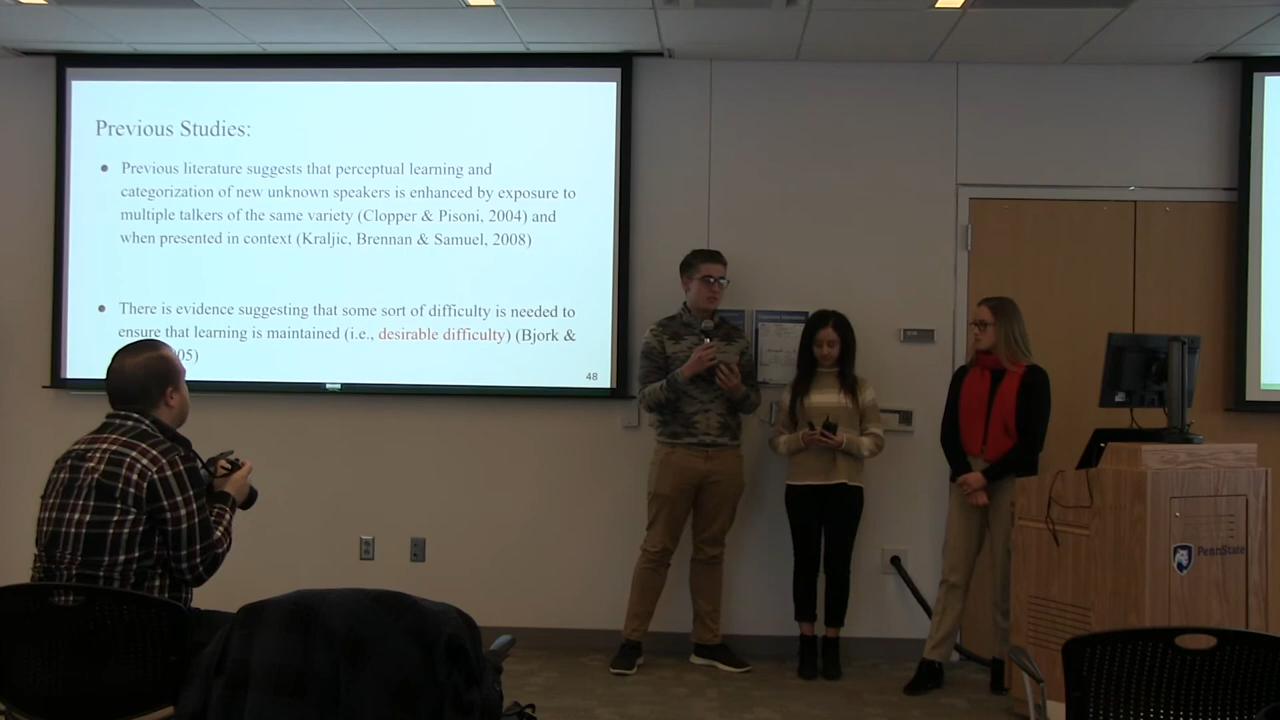 Previous Studies:
● Previous literature suggests that perceptual learning and
categorization of new unknown speakers is enhanced by exposure to
multiple talkers of the same variety (Clopper & Pisoni, 2004) and
when presented in context (Kraljic, Brennan & Samuel, 2008)
● There is evidence suggesting that some sort of difficulty is needed to
ensure that learning is maintained (i.e., desirable difficulty) (Bjork &
05)
48
PennState